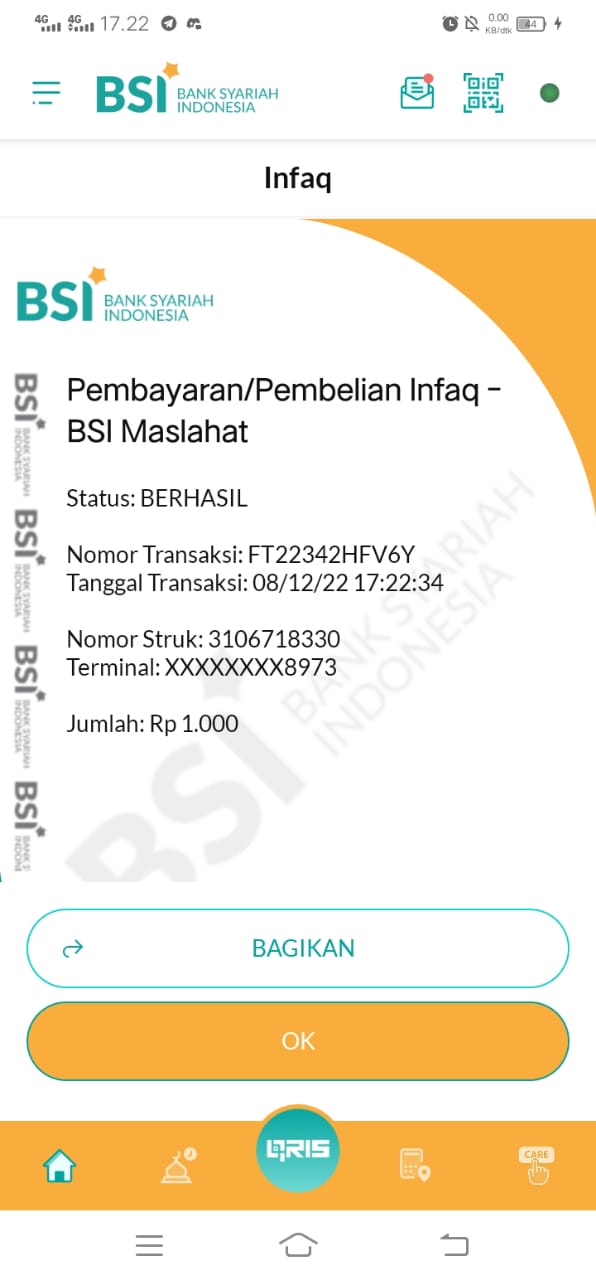 4G 4G 17.22 0.00 KB/dtk 44
BSI BANK SYARIAH INDONESIA
Infaq
BSI BANK SYARIAH INDONESIA
Pembayaran/Pembelian Infaq -
BSI Maslahat
Status: BERHASIL
Nomor Transaksi: FT22342HFV6Y
Tanggal Transaksi: 08/12/22 17:22:34
Nomor Struk: 3106718330
Terminal: XXXXXXXX8973
Jumlah: Rp 1.000
BSI BANK SYARIAH INDONESIA
BSI BANK SYARIAH INDONESIA
BSI BANK SYARIAH INDONESIA
BSI BANK S INDON
BSI BANK SYARIAH INDONESIA
BAGIKAN
OK
QRIS
CARE